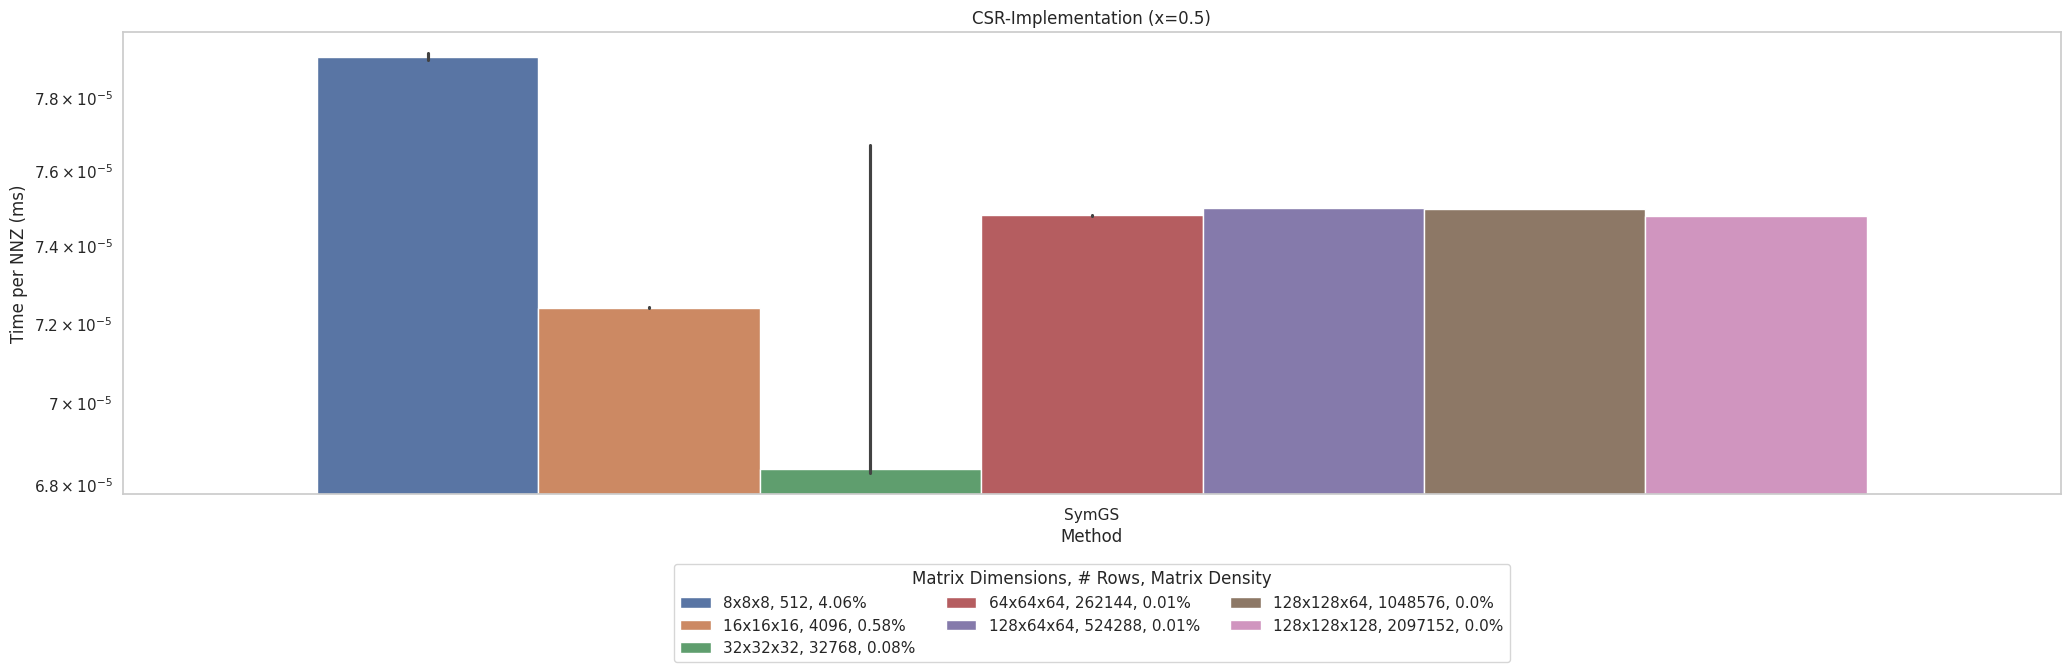 CSR-Implementation (x=0.5)
Time per NNZ (ms)
7.8 × 10⁻⁵
7.6 × 10⁻⁵
7.4 × 10⁻⁵
7.2 × 10⁻⁵
7 × 10⁻⁵
6.8 × 10⁻⁵
SymGS
Method
Matrix Dimensions, # Rows, Matrix Density
8x8x8, 512, 4.06%
16x16x16, 4096, 0.58%
32x32x32, 32768, 0.08%
64x64x64, 262144, 0.01%
128x64x64, 524288, 0.01%
128x128x64, 1048576, 0.0%
128x128x128, 2097152, 0.0%